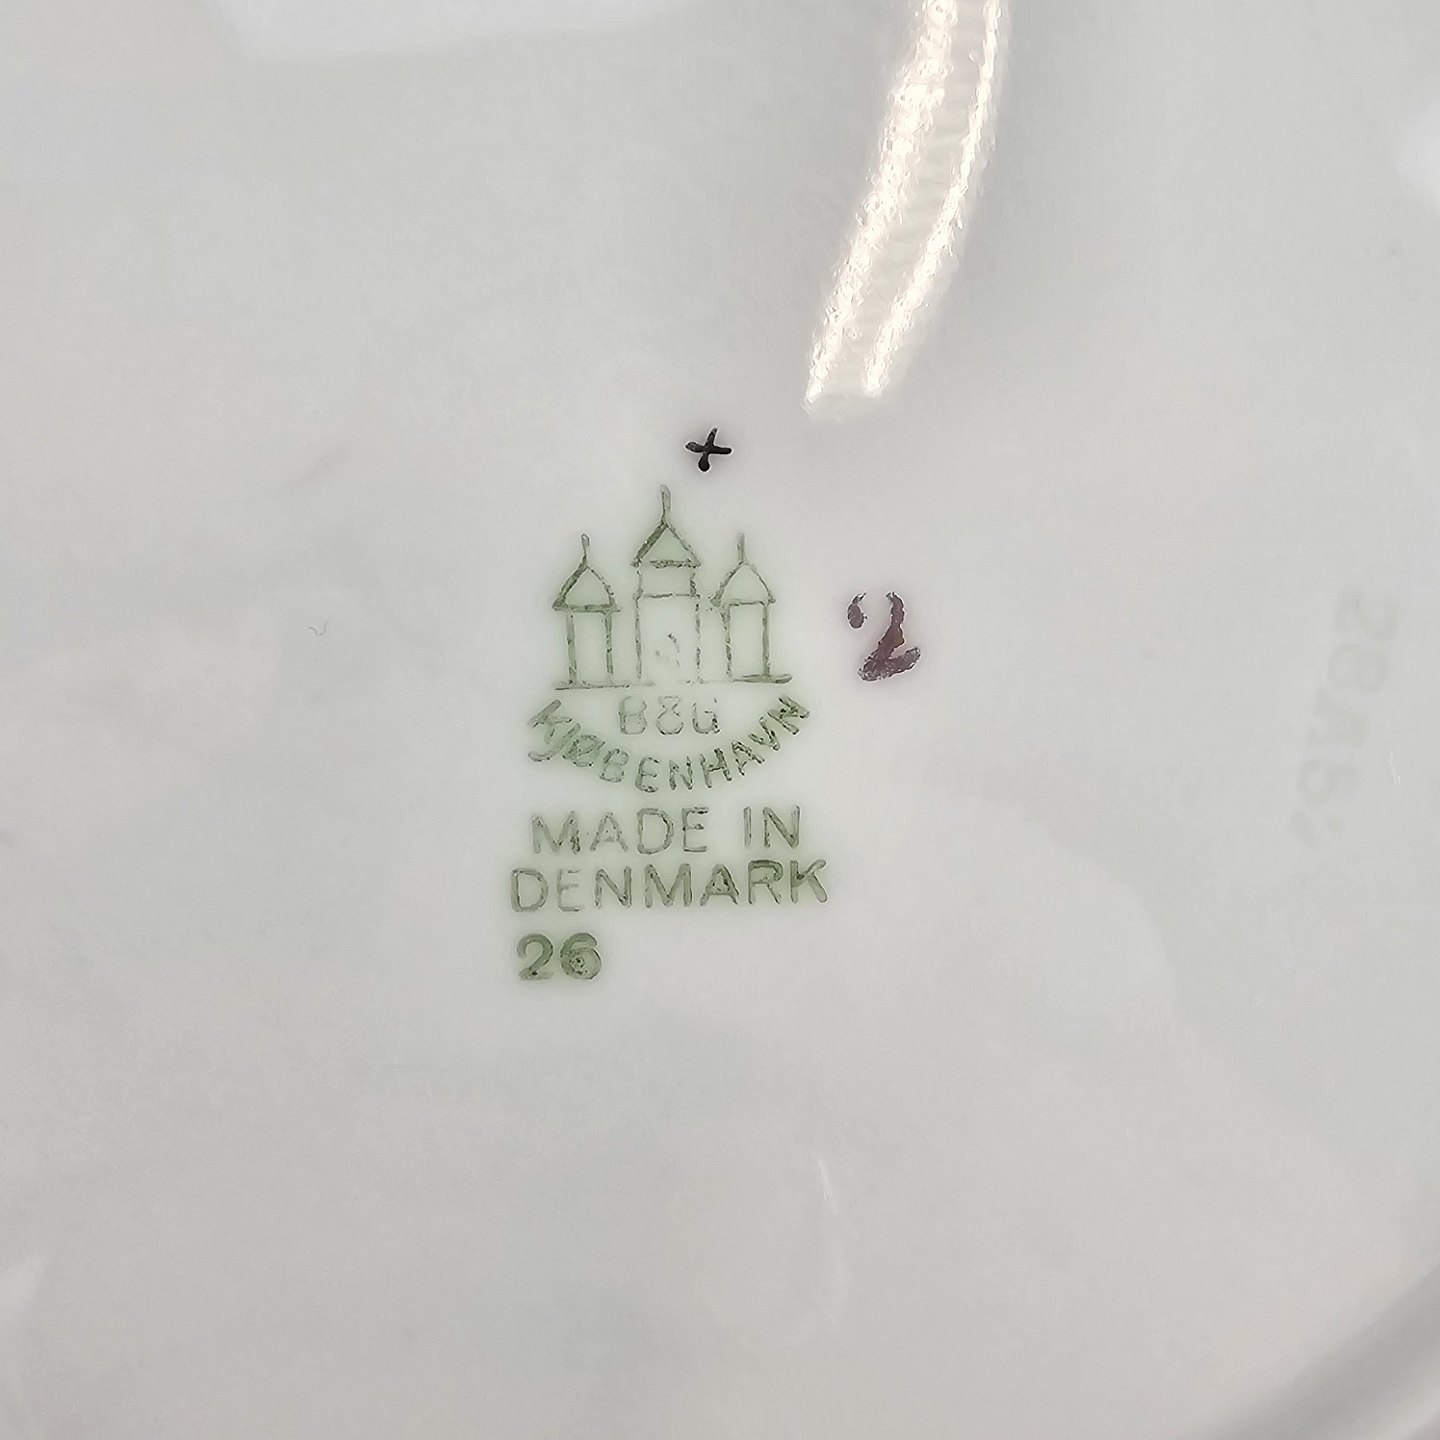 +
2
B&G
KJØBENHAVN
MADE IN
DENMARK
26